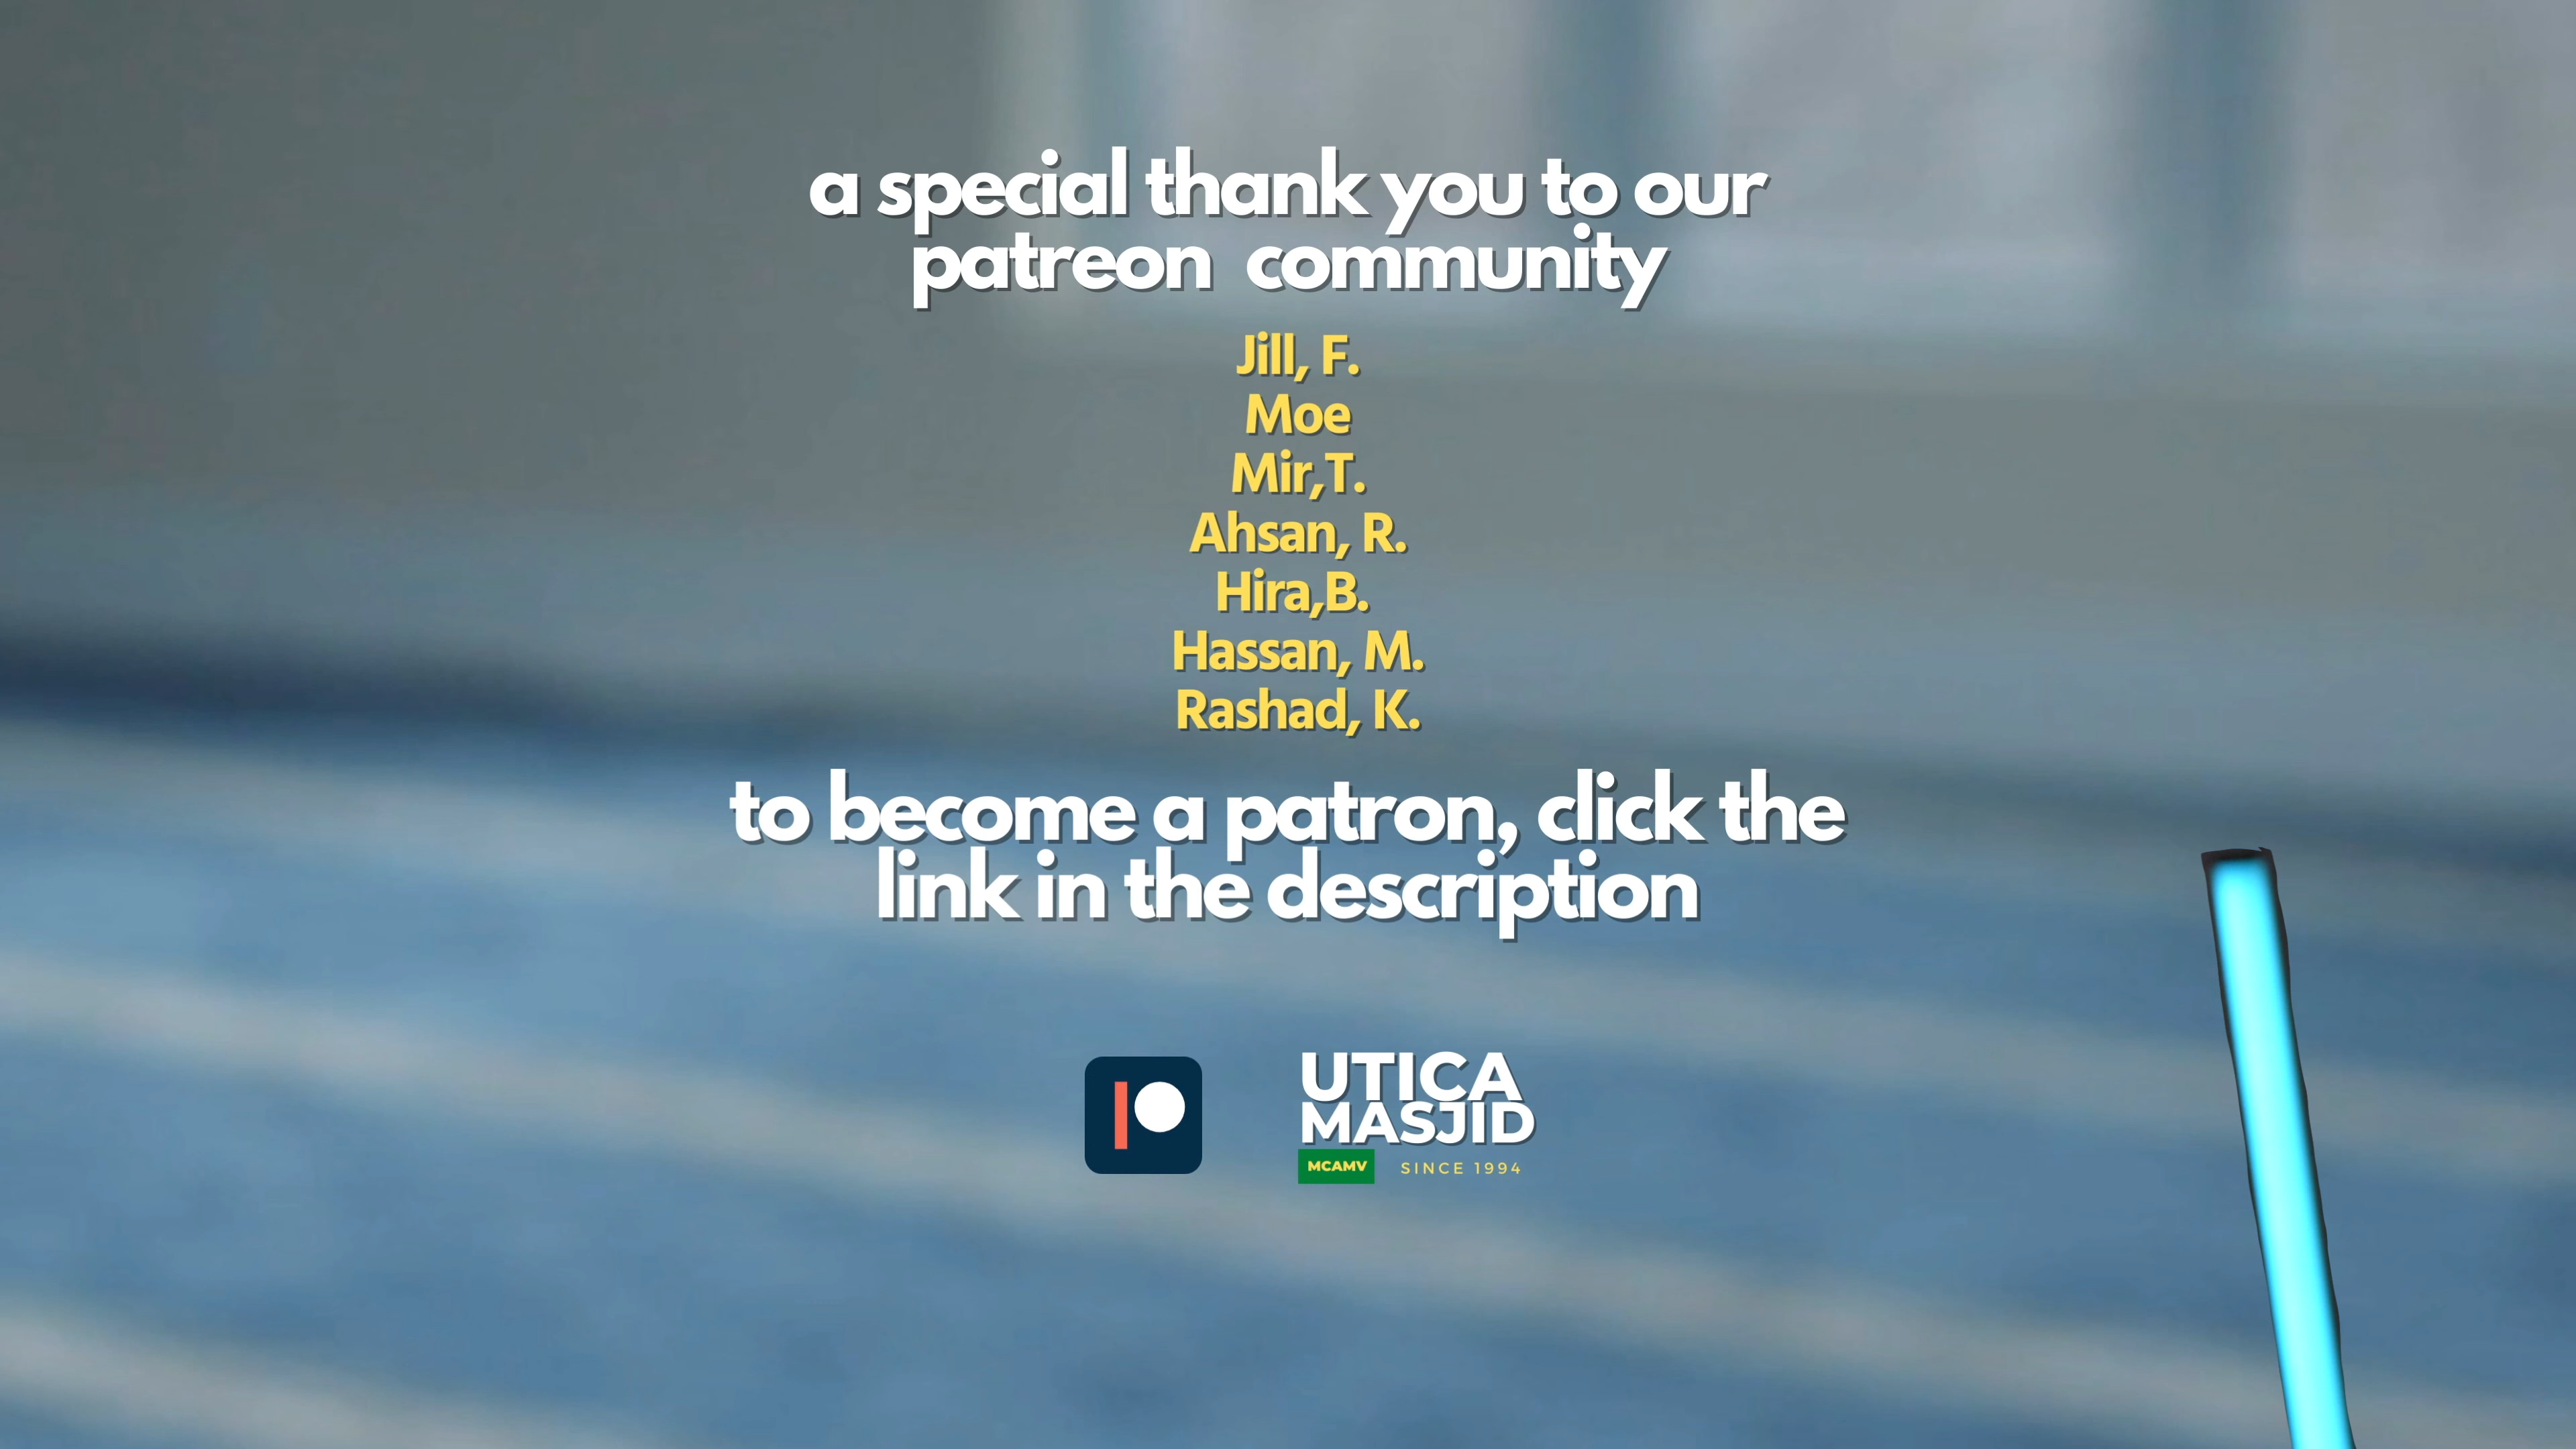 a special thank you to our
patreon community
Jill, F.
Moe
Mir,T.
Ahsan, R.
Hira,B.
Hassan, M.
Rashad, K.
to become a patron, click the
link in the description
UTICA
MASJID
MCAMV SINCE 1994